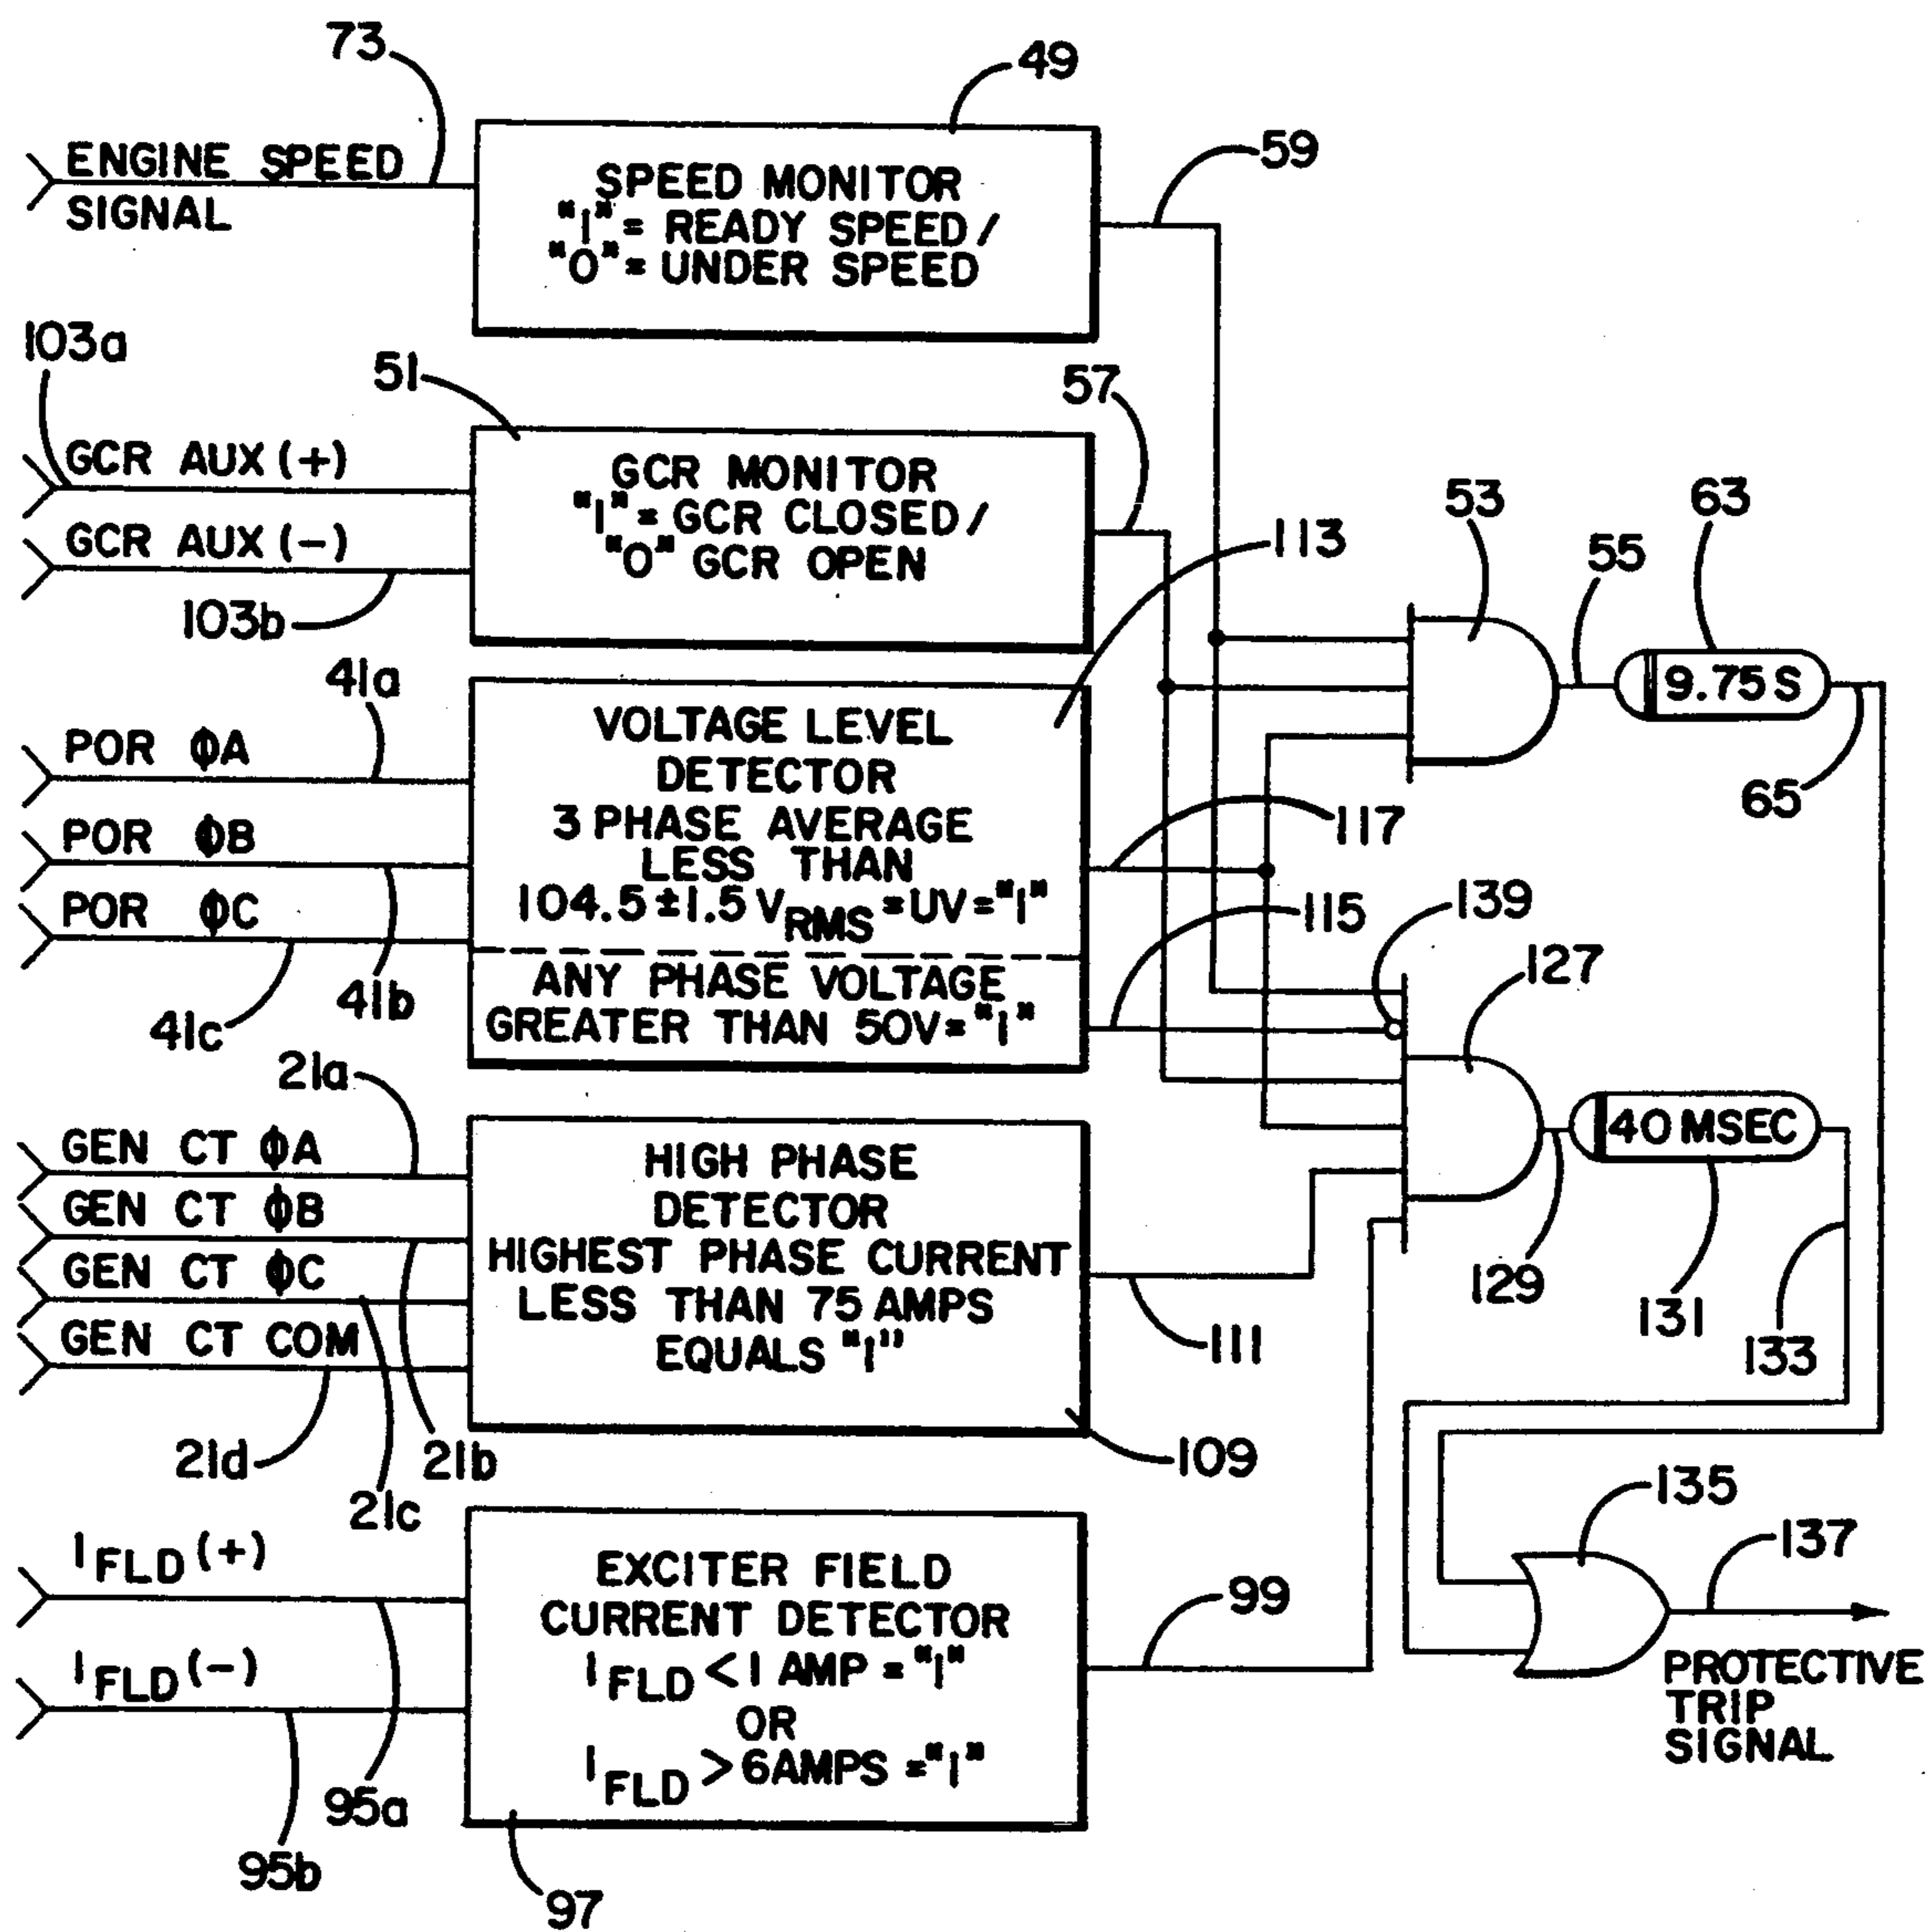 73
49
ENGINE SPEED
SIGNAL
SPEED MONITOR
"1" = READY SPEED /
"0" = UNDER SPEED
59
103a
51
57
GCR AUX (+)
GCR AUX (-)
103b
GCR MONITOR
"1" = GCR CLOSED /
"0" GCR OPEN
113
53
55
63
9.75 S
65
41a
POR ΦA
POR ΦB
POR ΦC
41b
41c
VOLTAGE LEVEL
DETECTOR
3 PHASE AVERAGE
LESS THAN
104.5 ±1.5 VRMS = UV = "1"
ANY PHASE VOLTAGE
GREATER THAN 50V = "1"
117
115
139
127
21a
GEN CT ΦA
GEN CT ΦB
GEN CT ΦC
GEN CT COM
21d
21c
21b
HIGH PHASE
DETECTOR
HIGHEST PHASE CURRENT
LESS THAN 75 AMPS
EQUALS "1"
111
109
40 MSEC
129
131
133
IFLD (+)
IFLD (-)
95a
95b
EXCITER FIELD
CURRENT DETECTOR
IFLD < 1 AMP = "1"
OR
IFLD > 6AMPS = "1"
97
99
135
137
PROTECTIVE
TRIP
SIGNAL